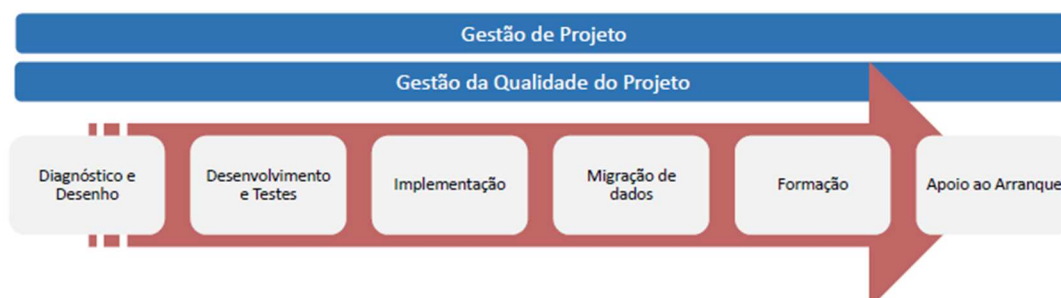 Gestão de Projeto
Gestão da Qualidade do Projeto
Diagnóstico e
Desenho
Desenvolvimento
e Testes
Implementação
Migração de
dados
Formação
Apoio ao Arranque